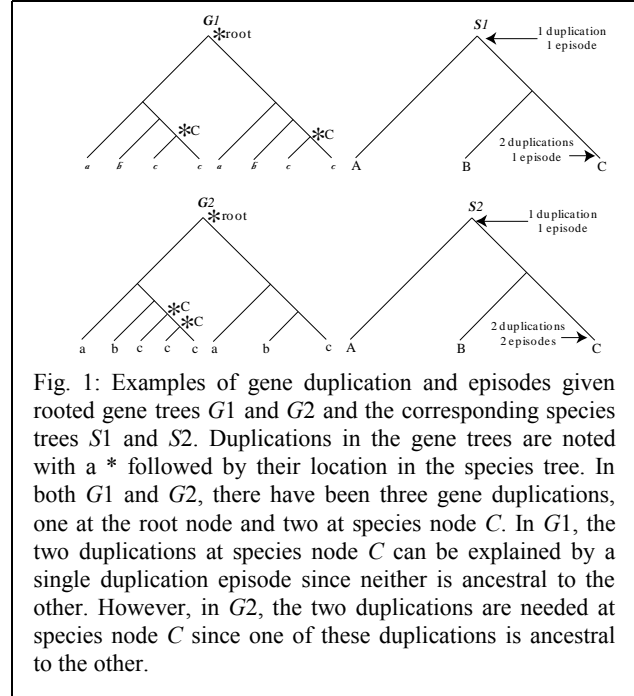 G1
*root
*C
*C
a b c c a b c c
S1
1 duplication
1 episode
2 duplications
1 episode
A B C
G2
*root
*C
*C
a b c c c a b c
S2
1 duplication
1 episode
2 duplications
2 episodes
A B C
Fig. 1: Examples of gene duplication and episodes given
rooted gene trees G1 and G2 and the corresponding species
trees S1 and S2. Duplications in the gene trees are noted
with a * followed by their location in the species tree. In
both G1 and G2, there have been three gene duplications,
one at the root node and two at species node C. In G1, the
two duplications at species node C can be explained by a
single duplication episode since neither is ancestral to the
other. However, in G2, the two duplications are needed at
species node C since one of these duplications is ancestral
to the other.